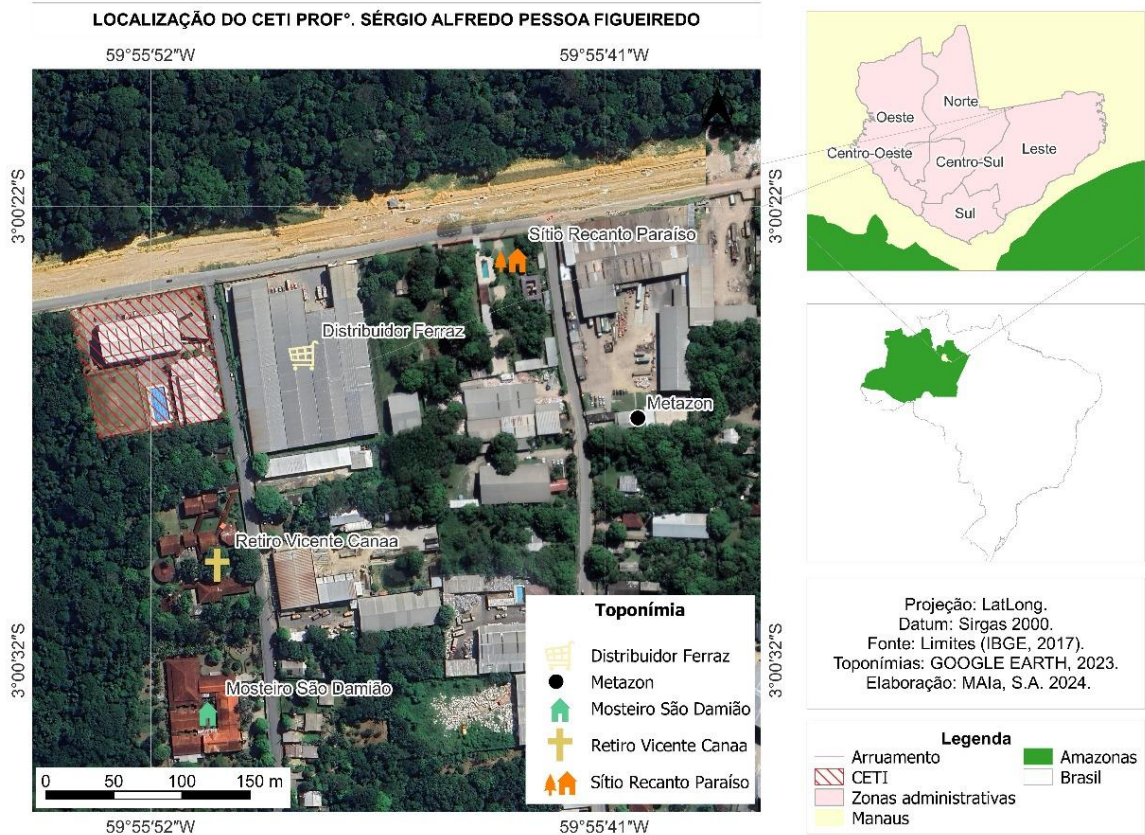 LOCALIZAÇÃO DO CETI PROFº. SÉRGIO ALFREDO PESSOA FIGUEIREDO
59°55'52"W
59°55'41"W
3°00'22"S
3°00'22"S
Sítio Recanto Paraíso
Distribuidor Ferraz
Metazon
Retiro Vicente Canaa
Mosteiro São Damião
3°00'32"S
3°00'32"S
Toponímia
Distribuidor Ferraz
Metazon
Mosteiro São Damião
Retiro Vicente Canaa
Sítio Recanto Paraíso
0 50 100 150 m
59°55'52"W
59°55'41"W
Norte
Oeste
Leste
Centro-Oeste
Centro-Sul
Sul
Projeção: LatLong.
Datum: Sirgas 2000.
Fonte: Limites (IBGE, 2017).
Toponímias: GOOGLE EARTH, 2023.
Elaboração: MAIa, S.A. 2024.
Legenda
Arruamento
CETI
Zonas administrativas
Manaus
Amazonas
Brasil